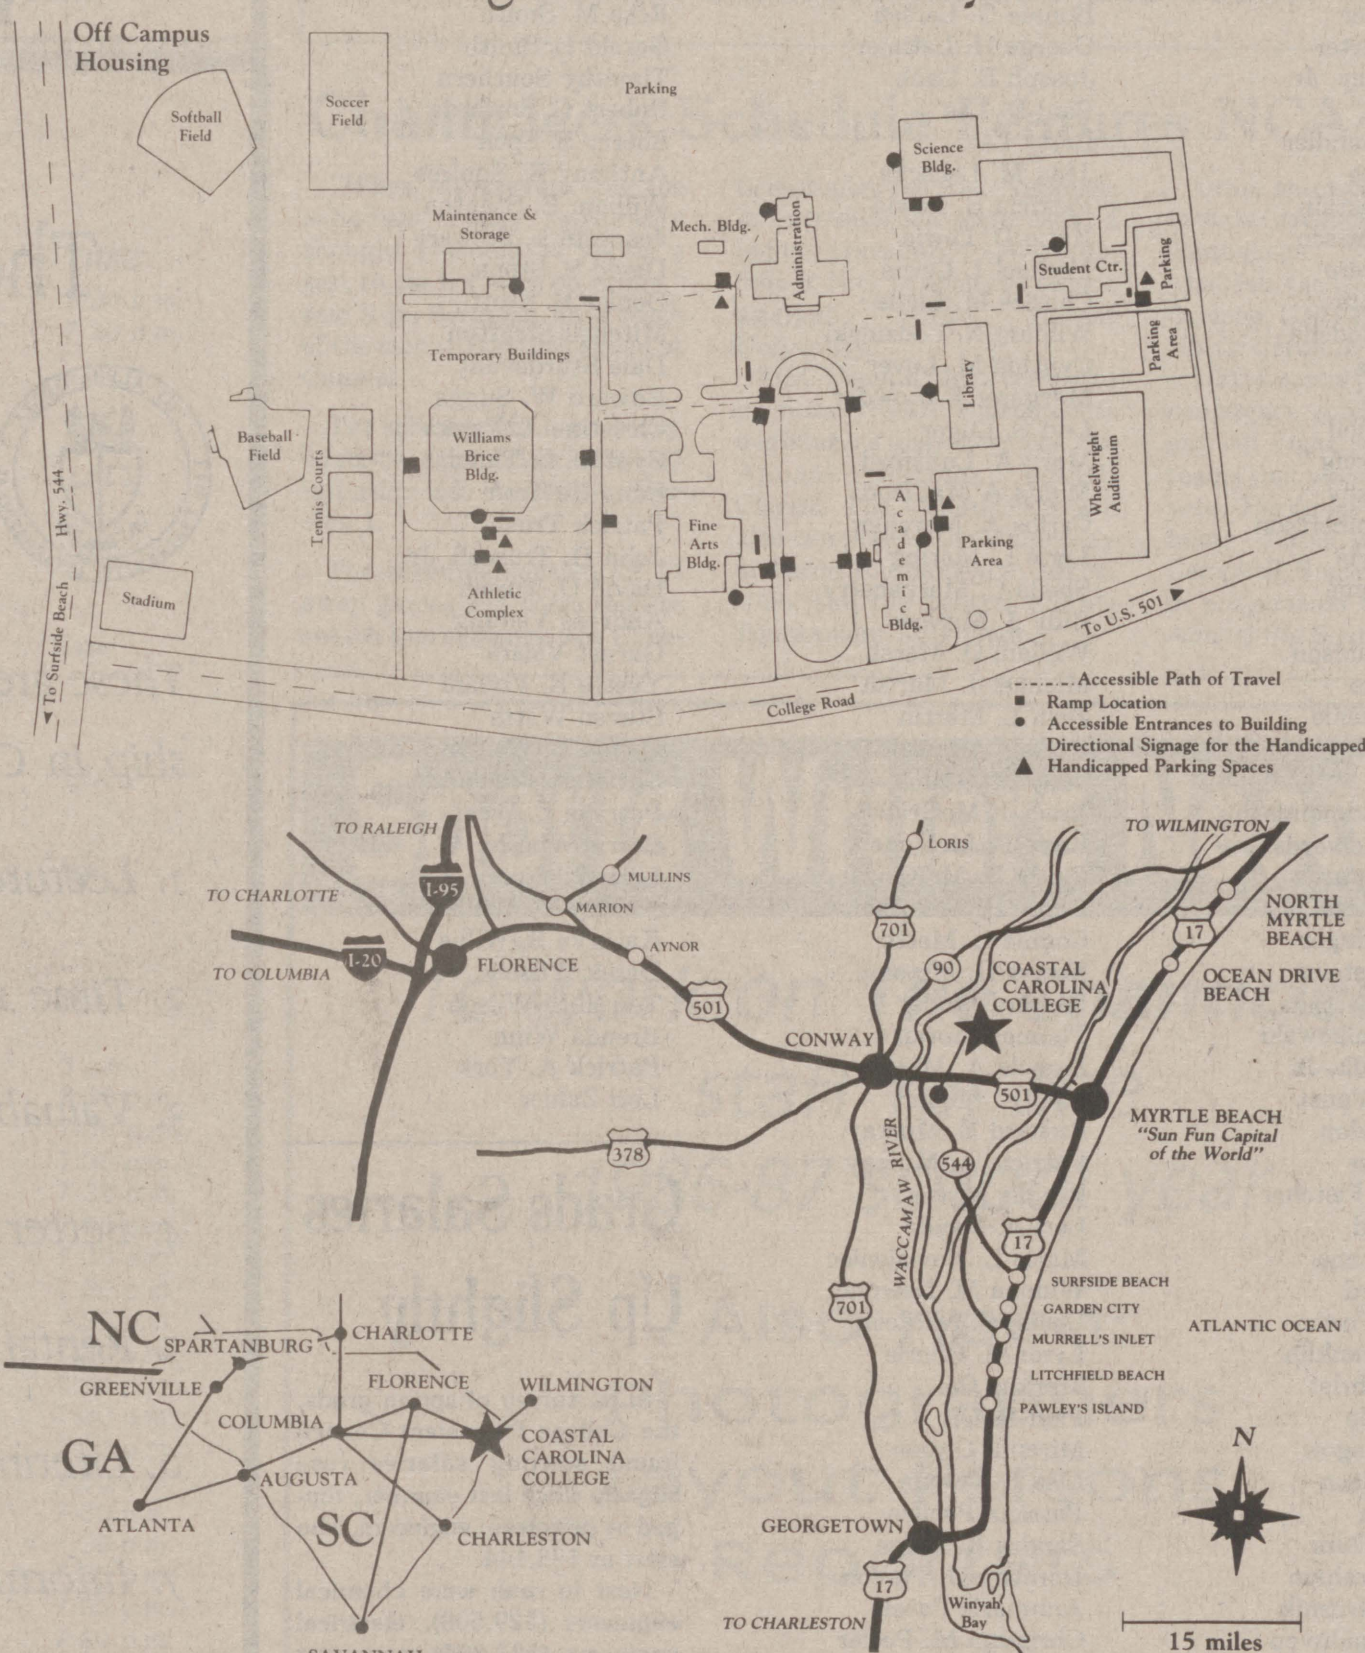 Off Campus
Housing
Softball
Field
Soccer
Field
Parking
Science
Bldg.
Maintenance &
Storage
Mech. Bldg.
Administration
Student Ctr.
Parking
Parking
Area
Temporary Buildings
Library
Williams
Brice
Bldg.
Baseball
Field
Tennis Courts
Hwy. 544
To Surfside Beach
Stadium
Fine
Arts
Bldg.
Academic
Bldg.
Parking
Area
Wheelwright
Auditorium
Athletic
Complex
To U.S. 501
College Road
Accessible Path of Travel
Ramp Location
Accessible Entrances to Building
Directional Signage for the Handicapped
Handicapped Parking Spaces
TO RALEIGH
I-95
TO CHARLOTTE
I-20
TO COLUMBIA
FLORENCE
MULLINS
MARION
AYNOR
501
LORIS
701
90
TO WILMINGTON
17
NORTH
MYRTLE
BEACH
OCEAN DRIVE
BEACH
COASTAL
CAROLINA
COLLEGE
CONWAY
501
MYRTLE BEACH
"Sun Fun Capital
of the World"
378
WACCAMAW RIVER
544
17
701
SURFSIDE BEACH
GARDEN CITY
MURRELL'S INLET
ATLANTIC OCEAN
LITCHFIELD BEACH
PAWLEY'S ISLAND
GEORGETOWN
17
TO CHARLESTON
Winyah
Bay
N
15 miles
NC
SPARTANBURG
CHARLOTTE
GREENVILLE
FLORENCE
WILMINGTON
COLUMBIA
COASTAL
CAROLINA
COLLEGE
GA
AUGUSTA
ATLANTA
SC
CHARLESTON